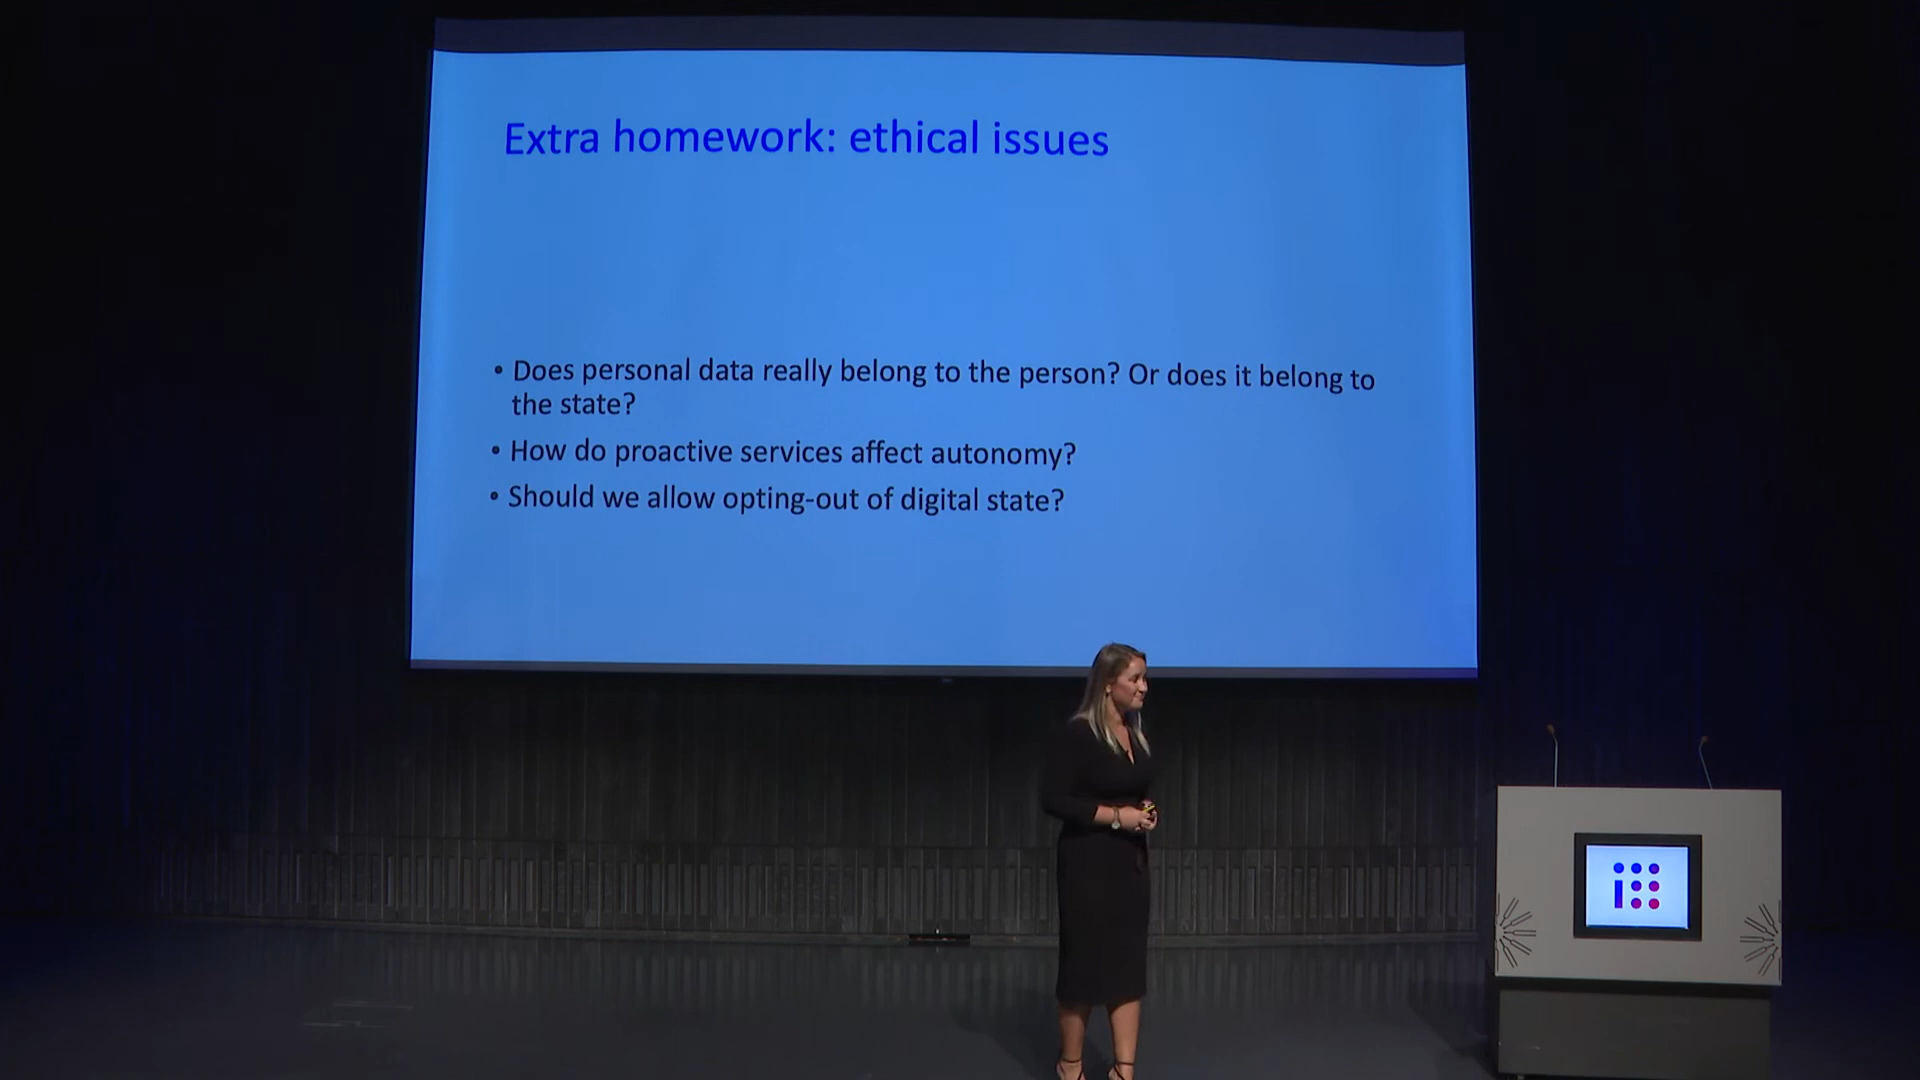 Extra homework: ethical issues
• Does personal data really belong to the person? Or does it belong to
the state?
• How do proactive services affect autonomy?
• Should we allow opting-out of digital state?